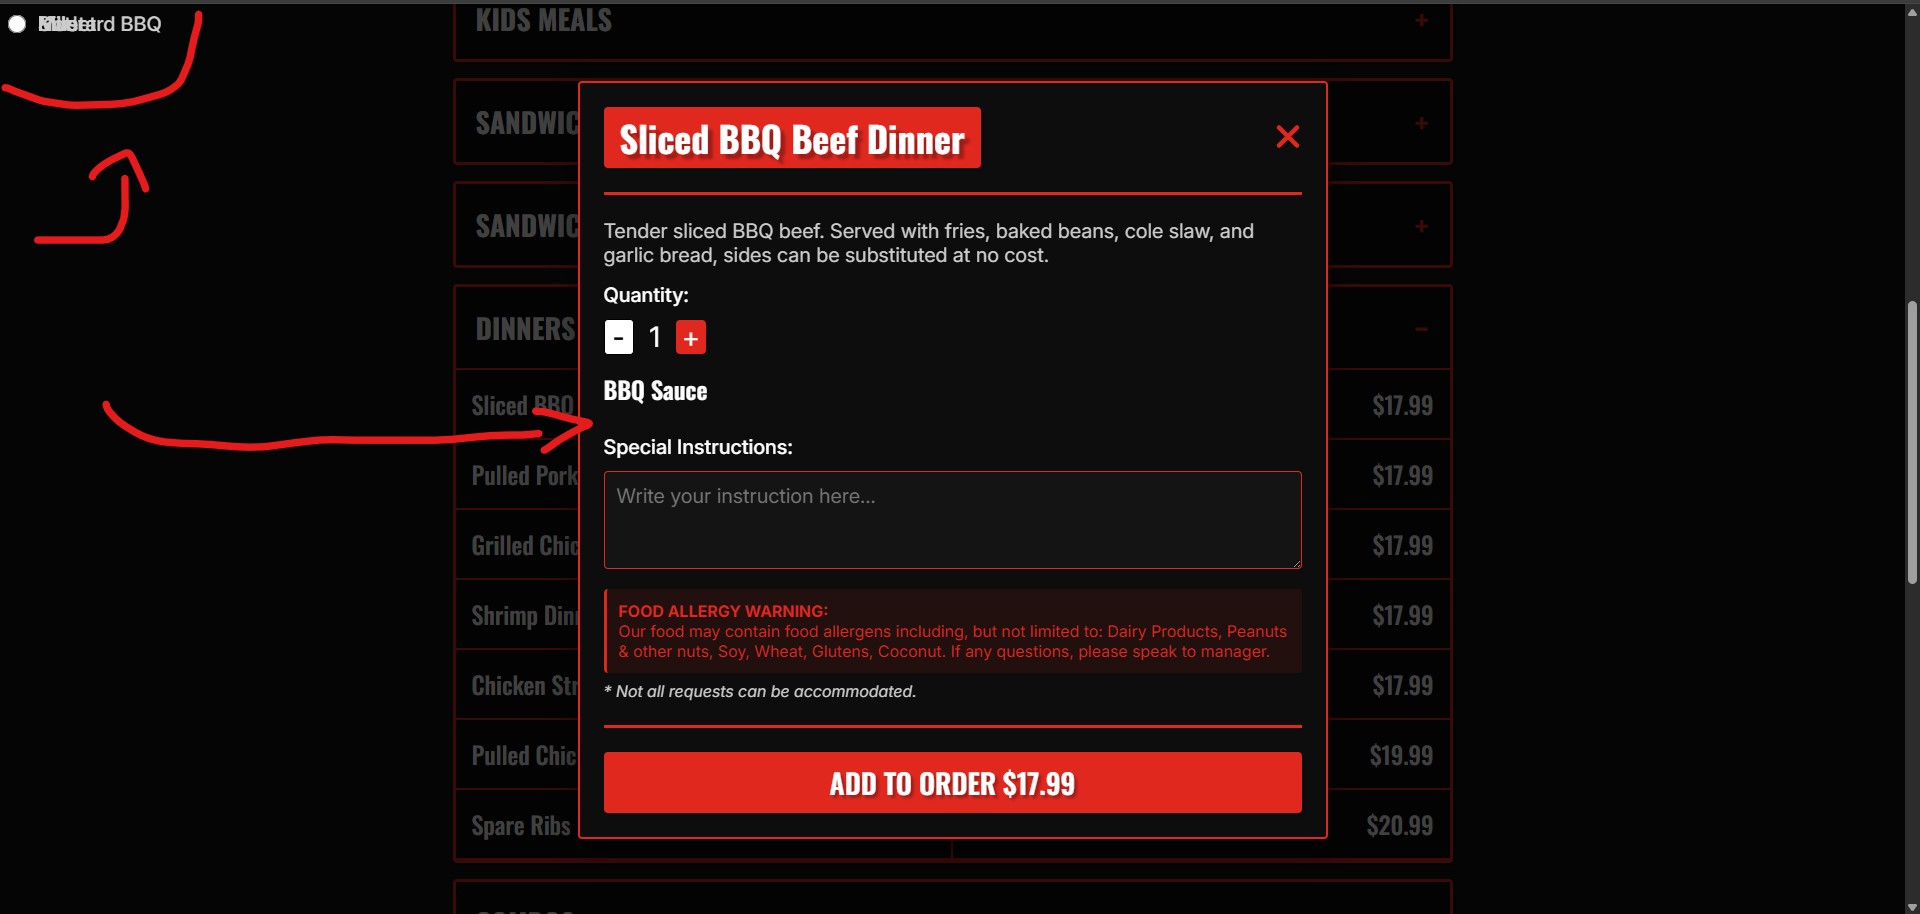 BBQ
KIDS MEALS +
SANDWIC +
SANDWIC +
DINNERS −
Sliced BBQ $17.99
Pulled Pork $17.99
Grilled Chic $17.99
Shrimp Din $17.99
Chicken Str $17.99
Pulled Chic $19.99
Spare Ribs $20.99
Sliced BBQ Beef Dinner
Tender sliced BBQ beef. Served with fries, baked beans, cole slaw, and
garlic bread, sides can be substituted at no cost.
Quantity:
- 1 +
BBQ Sauce
Special Instructions:
Write your instruction here...
FOOD ALLERGY WARNING:
Our food may contain food allergens including, but not limited to: Dairy Products, Peanuts
& other nuts, Soy, Wheat, Glutens, Coconut. If any questions, please speak to manager.
* Not all requests can be accommodated.
ADD TO ORDER $17.99